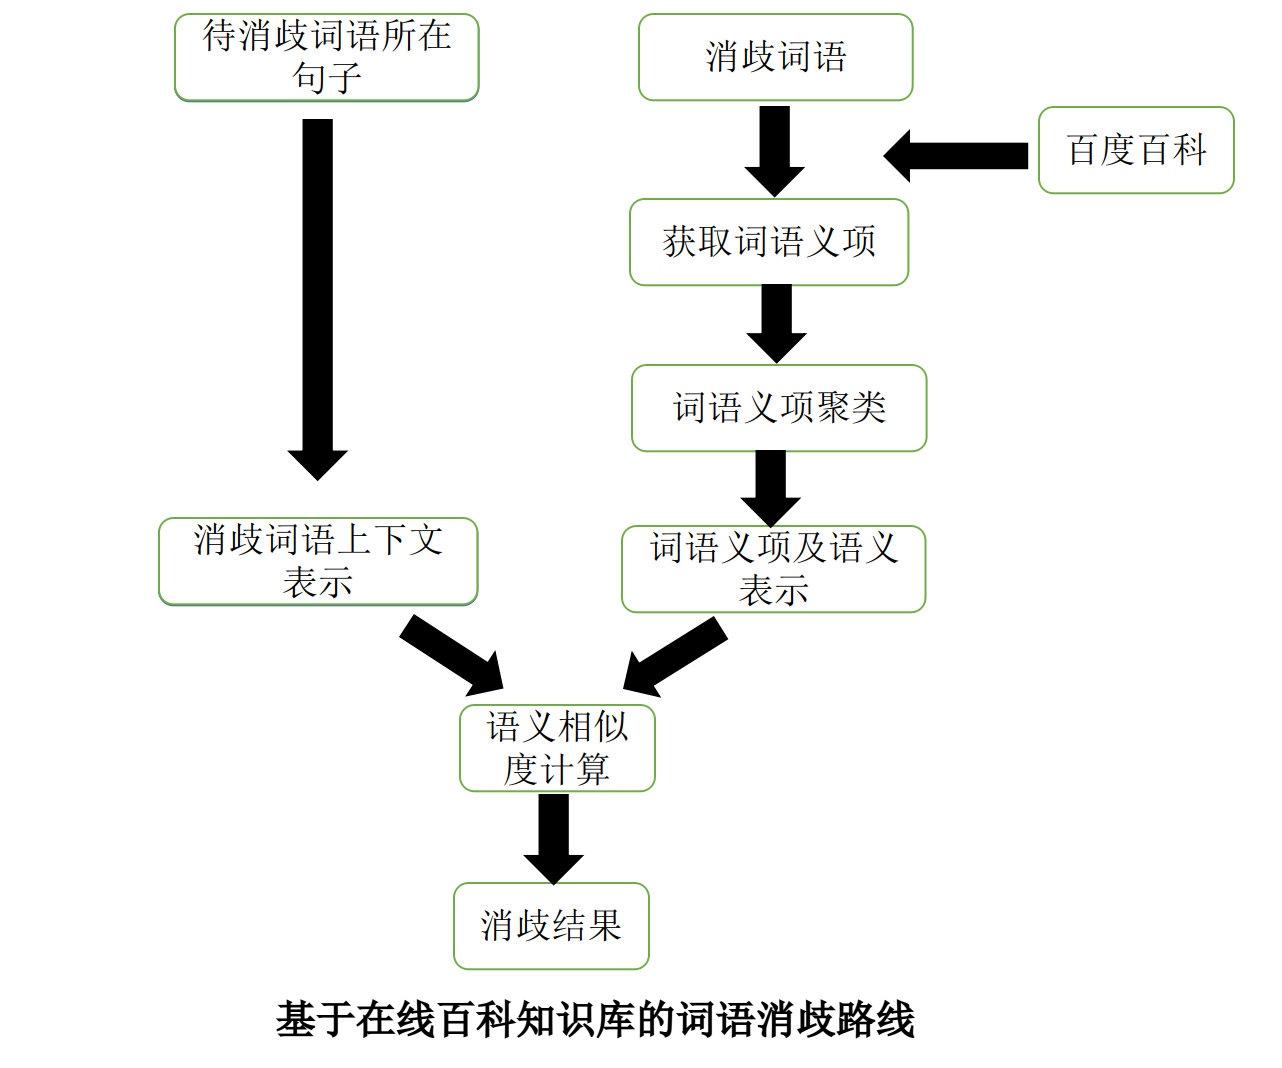 待消歧词语所在
句子
消歧词语
百度百科
获取词语义项
词语义项聚类
消歧词语上下文
表示
词语义项及语义
表示
语义相似
度计算
消歧结果
基于在线百科知识库的词语消歧路线